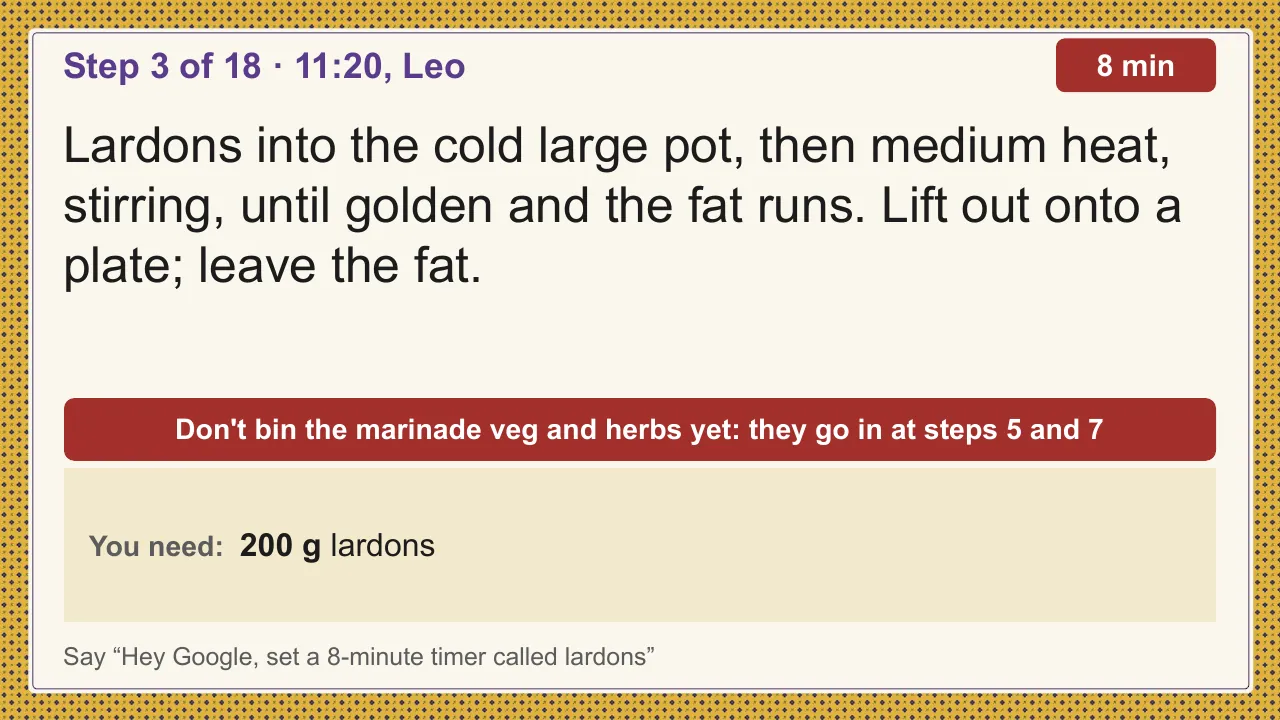 Step 3 of 18 · 11:20, Leo
8 min
Lardons into the cold large pot, then medium heat,
stirring, until golden and the fat runs. Lift out onto a
plate; leave the fat.
Don't bin the marinade veg and herbs yet: they go in at steps 5 and 7
You need: 200 g lardons
Say “Hey Google, set a 8-minute timer called lardons”